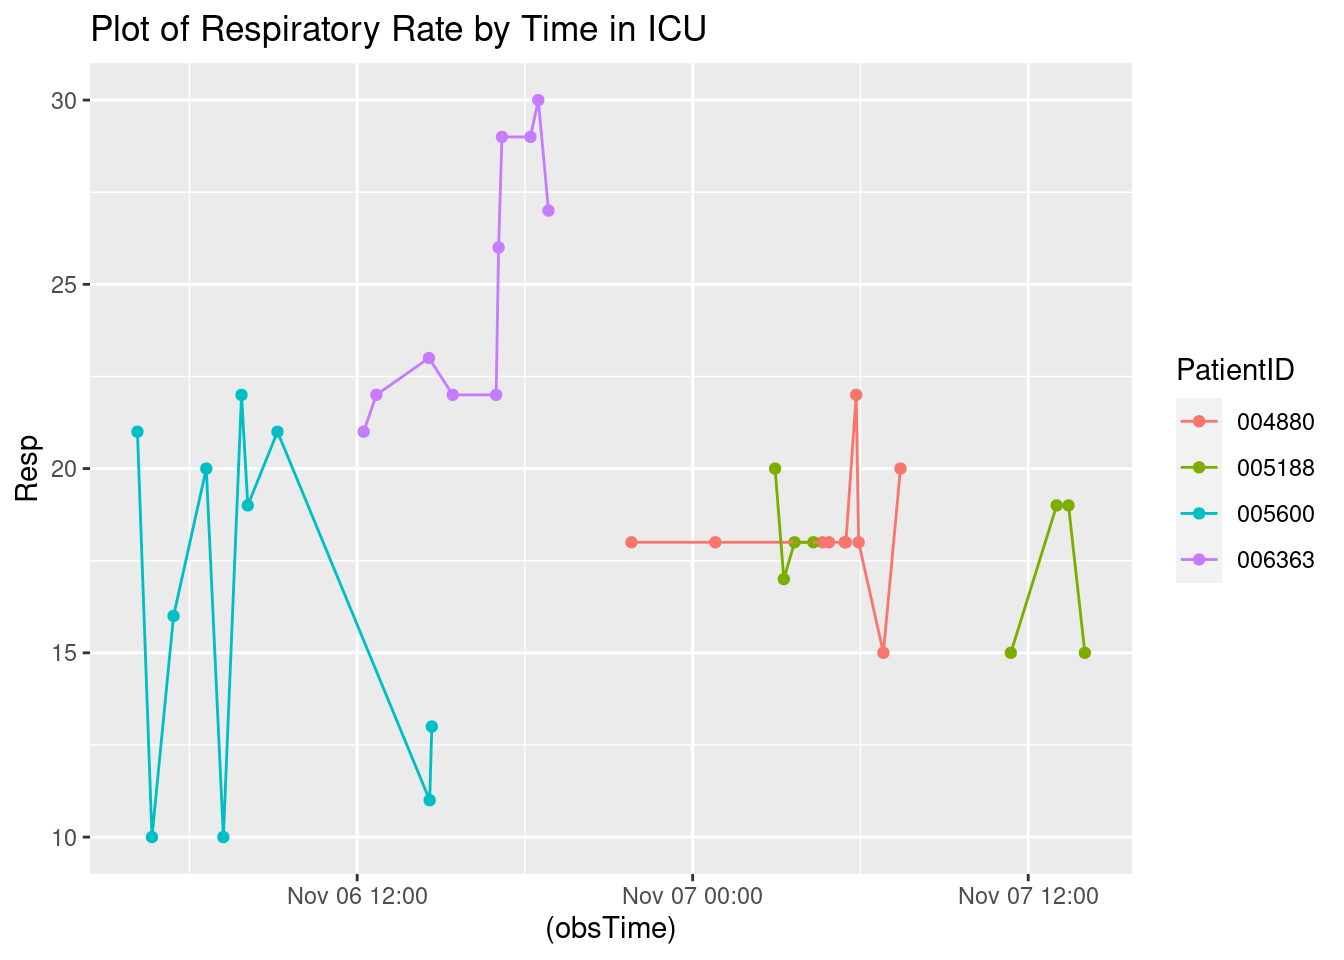 Plot of Respiratory Rate by Time in ICU
30
25
20
15
10
Resp
Nov 06 12:00
Nov 07 00:00
Nov 07 12:00
(obsTime)
PatientID
004880
005188
005600
006363